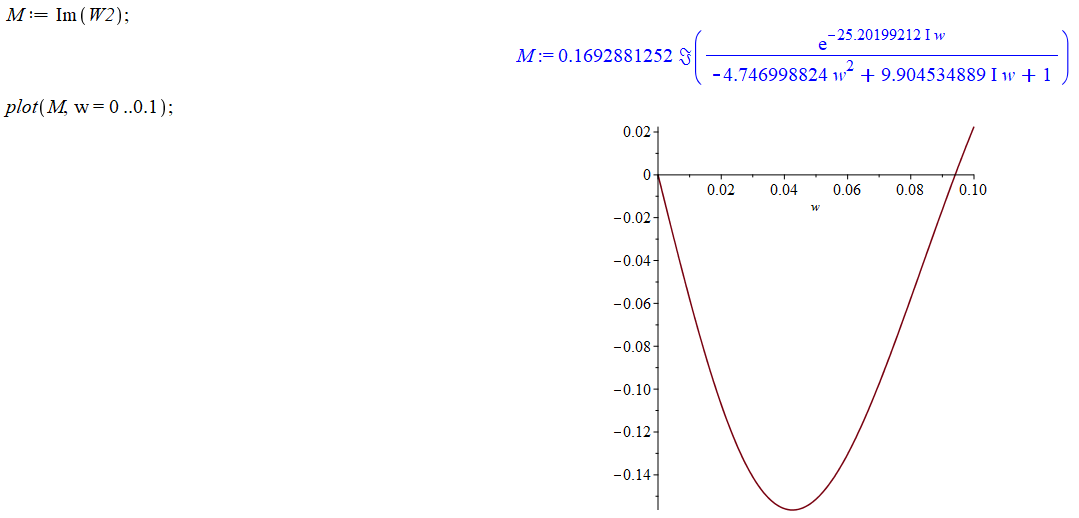 M := Im(W2);
M := 0.1692881252 ℑ( e^(-25.20199212 I w) / (-4.746998824 w^2 + 9.904534889 I w + 1) )
plot(M, w = 0 ..0.1);
0.02
0
0.02 0.04 0.06 0.08 0.10
w
−0.02
−0.04
−0.06
−0.08
−0.10
−0.12
−0.14